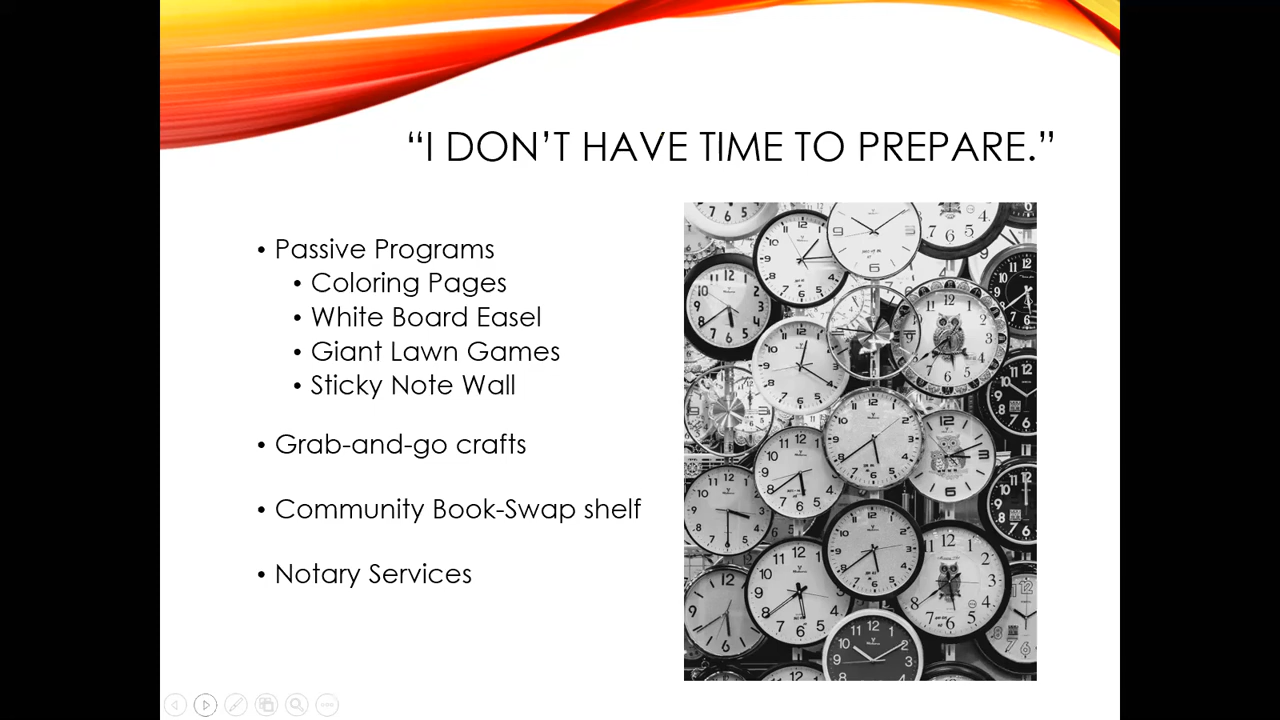 “I DON’T HAVE TIME TO PREPARE.”
• Passive Programs
• Coloring Pages
• White Board Easel
• Giant Lawn Games
• Sticky Note Wall
• Grab-and-go crafts
• Community Book-Swap shelf
• Notary Services